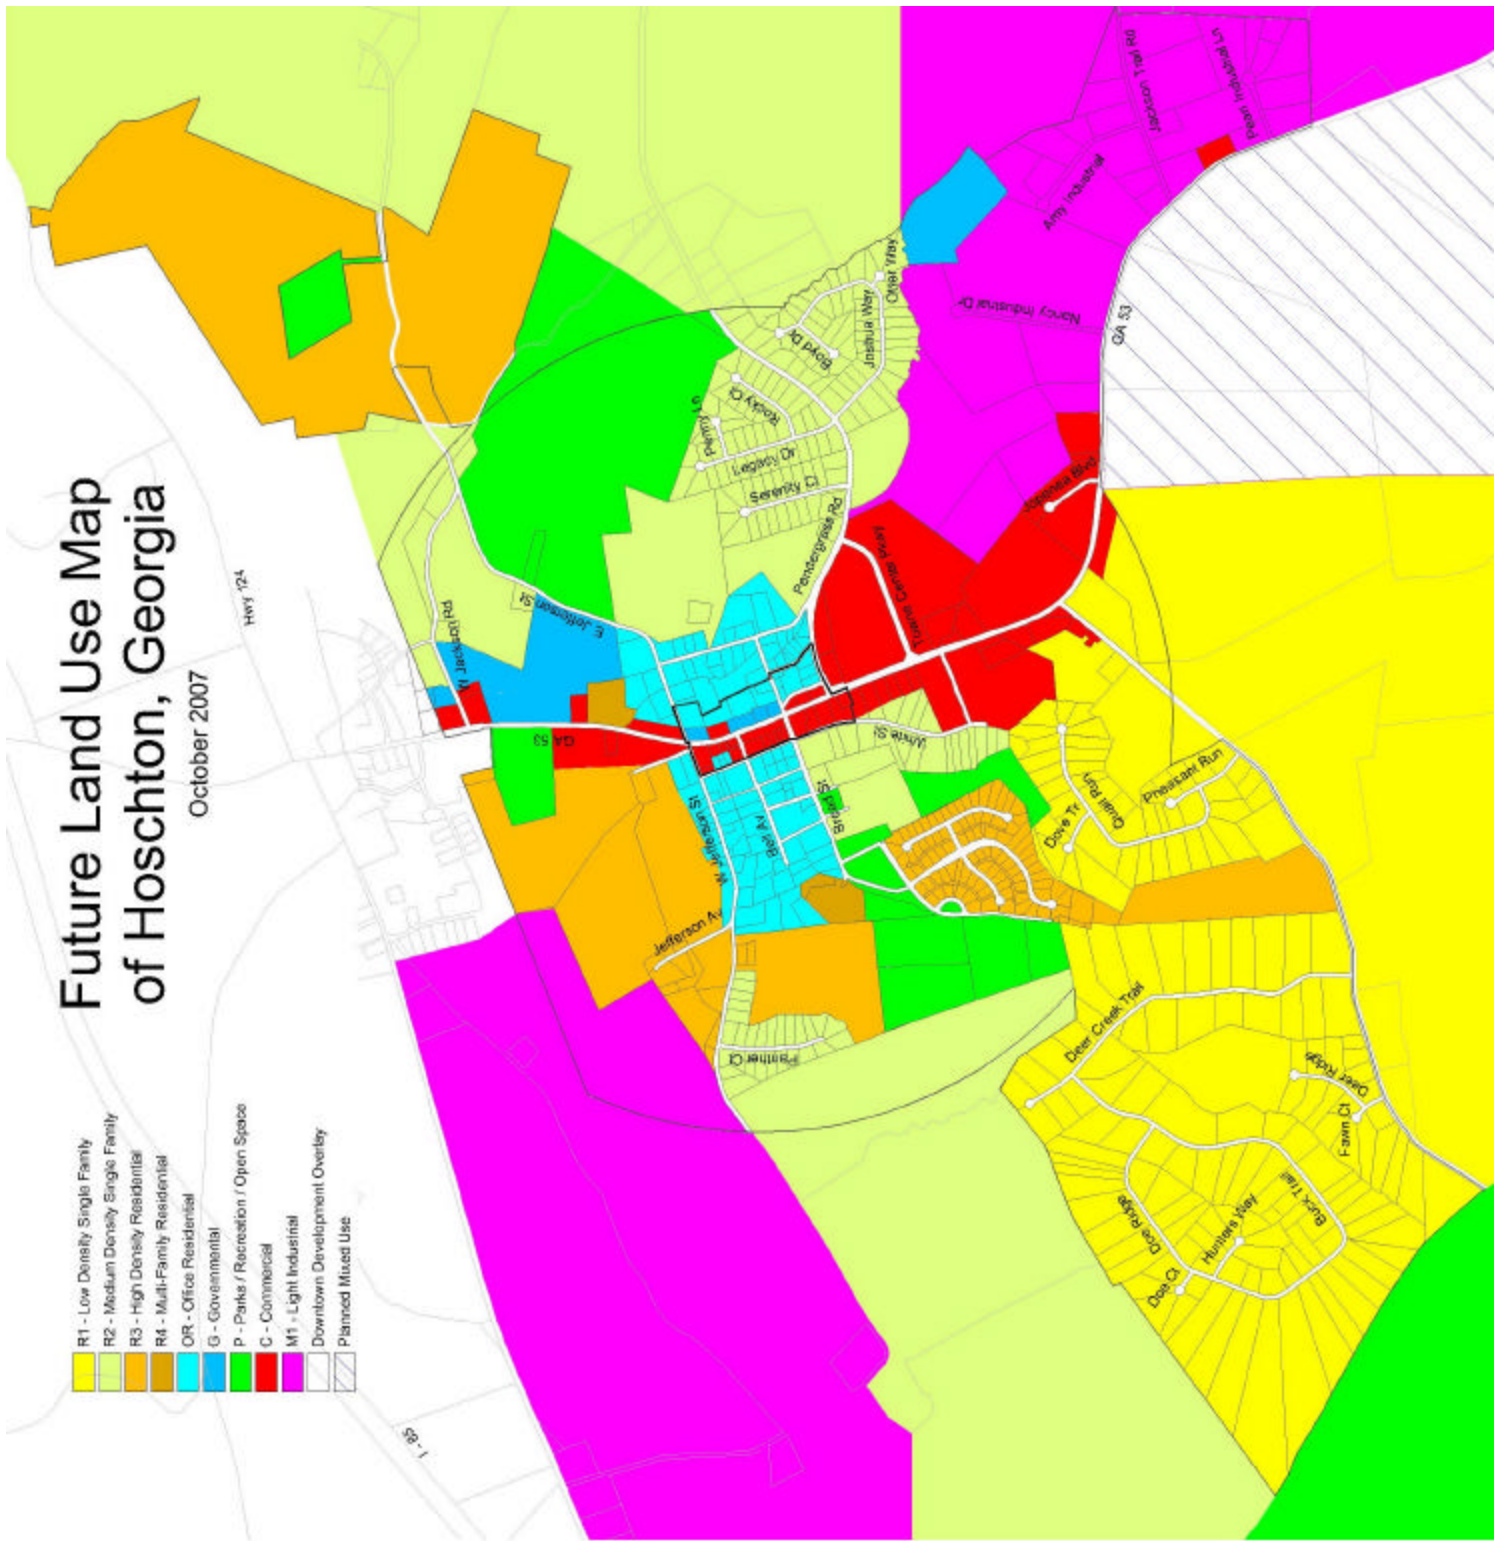 Future Land Use Map
of Hoschton, Georgia
October 2007
R1 - Low Density Single Family
R2 - Medium Density Single Family
R3 - High Density Residential
R4 - Multi-Family Residential
OR - Office Residential
G - Governmental
P - Parks / Recreation / Open Space
C - Commercial
M1 - Light Industrial
Downtown Development Overlay
Planned Mixed Use
I - 85
Hwy 124
W Jackson Rd
E Jefferson St
GA 53
W Jefferson St
Bell Av
Broad St
White St
Jefferson Av
Panther Ct
Pendergrass Rd
Towne Center Pkwy
Jopenea Blvd
Serenity Ct
Legacy Dr
Rocky Ct
Boyd Dr
Joshua Way
Oliver Way
Nancy Industrial Dr
Amy Industrial
Jackson Trail Rd
Pearl Industrial Ln
GA 53
Dove Tr
Quail Run
Pheasant Run
Deer Creek Trail
Deer Ridge
Fawn Ct
Buck Trail
Hunters Way
Doe Ridge
Doe Ct